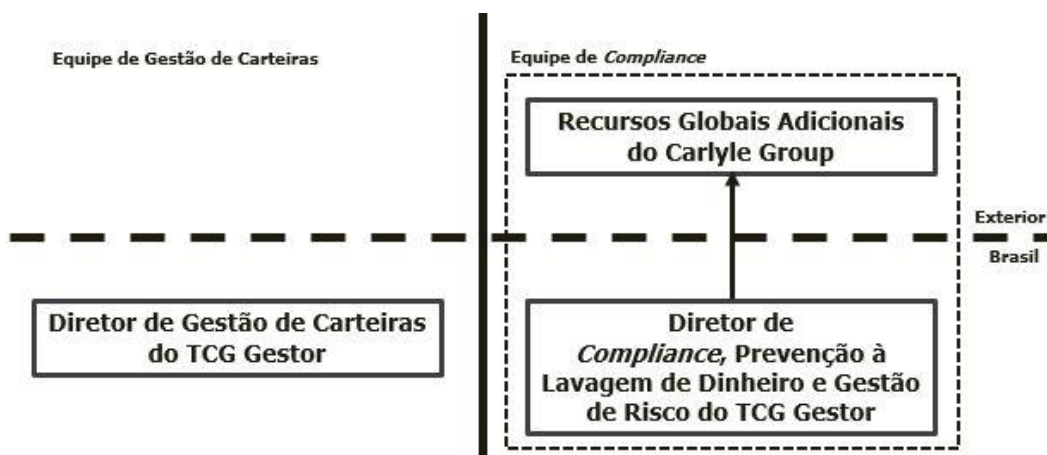 Equipe de Gestão de Carteiras
Equipe de Compliance
Recursos Globais Adicionais
do Carlyle Group
Exterior
Brasil
Diretor de Gestão de Carteiras
do TCG Gestor
Diretor de
Compliance, Prevenção à
Lavagem de Dinheiro e Gestão
de Risco do TCG Gestor